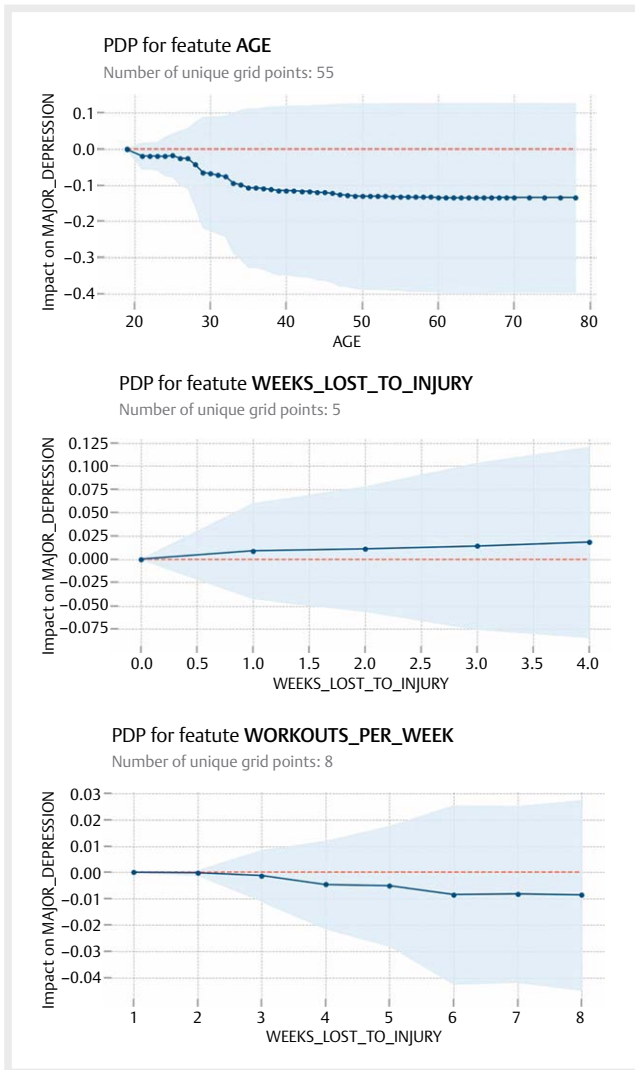 PDP for featute AGE
Number of unique grid points: 55
Impact on MAJOR_DEPRESSION
0.1
0.0
−0.1
−0.2
−0.3
−0.4
20 30 40 50 60 70 80
AGE
PDP for featute WEEKS_LOST_TO_INJURY
Number of unique grid points: 5
Impact on MAJOR_DEPRESSION
0.125
0.100
0.075
0.050
0.025
0.000
−0.025
−0.050
−0.075
0.0 0.5 1.0 1.5 2.0 2.5 3.0 3.5 4.0
WEEKS_LOST_TO_INJURY
PDP for featute WORKOUTS_PER_WEEK
Number of unique grid points: 8
Impact on MAJOR_DEPRESSION
0.03
0.02
0.01
0.00
−0.01
−0.02
−0.03
−0.04
1 2 3 4 5 6 7 8
WEEKS_LOST_TO_INJURY